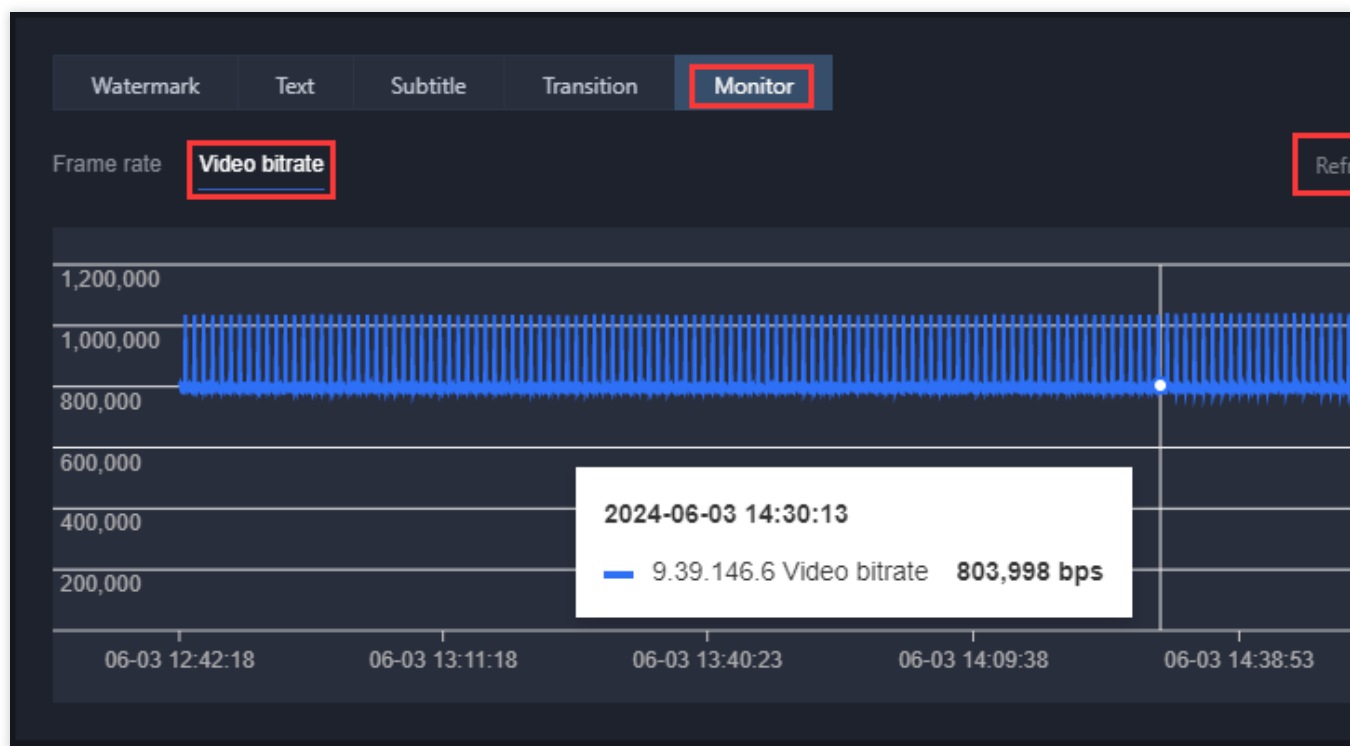 Watermark Text Subtitle Transition Monitor
Frame rate Video bitrate
1,200,000
1,000,000
800,000
600,000
400,000
200,000
2024-06-03 14:30:13
9.39.146.6 Video bitrate 803,998 bps
06-03 12:42:18 06-03 13:11:18 06-03 13:40:23 06-03 14:09:38 06-03 14:38:53